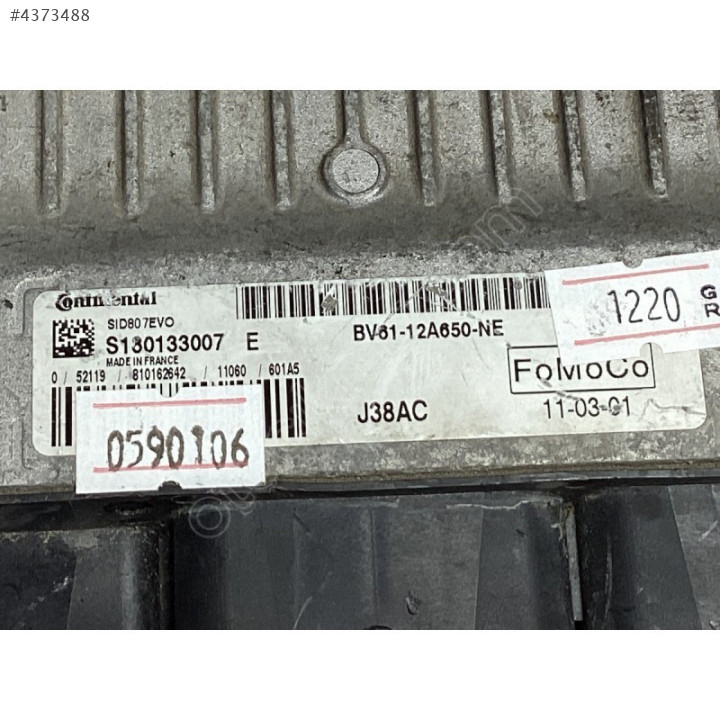 #4373488
Continental
SID807EVO
S180133007 E
MADE IN FRANCE
0 / 52119 / 810162642 / 11060 / 601A5
BV61-12A650-NE
FoMoCo
J38AC
11-03-01
1220
0590106